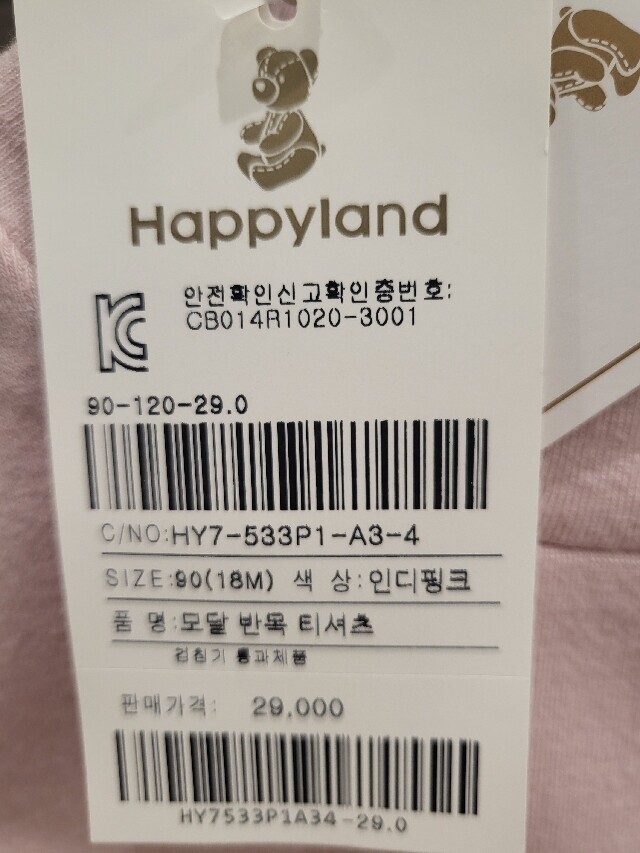 Happyland
안전확인신고확인증번호:
CB014R1020-3001
90-120-29.0
C/NO:HY7-533P1-A3-4
SIZE:90(18M) 색 상:인디핑크
품 명:모달 반목 티셔츠
검침기 통과제품
판매가격: 29,000
HY7533P1A34-29.0